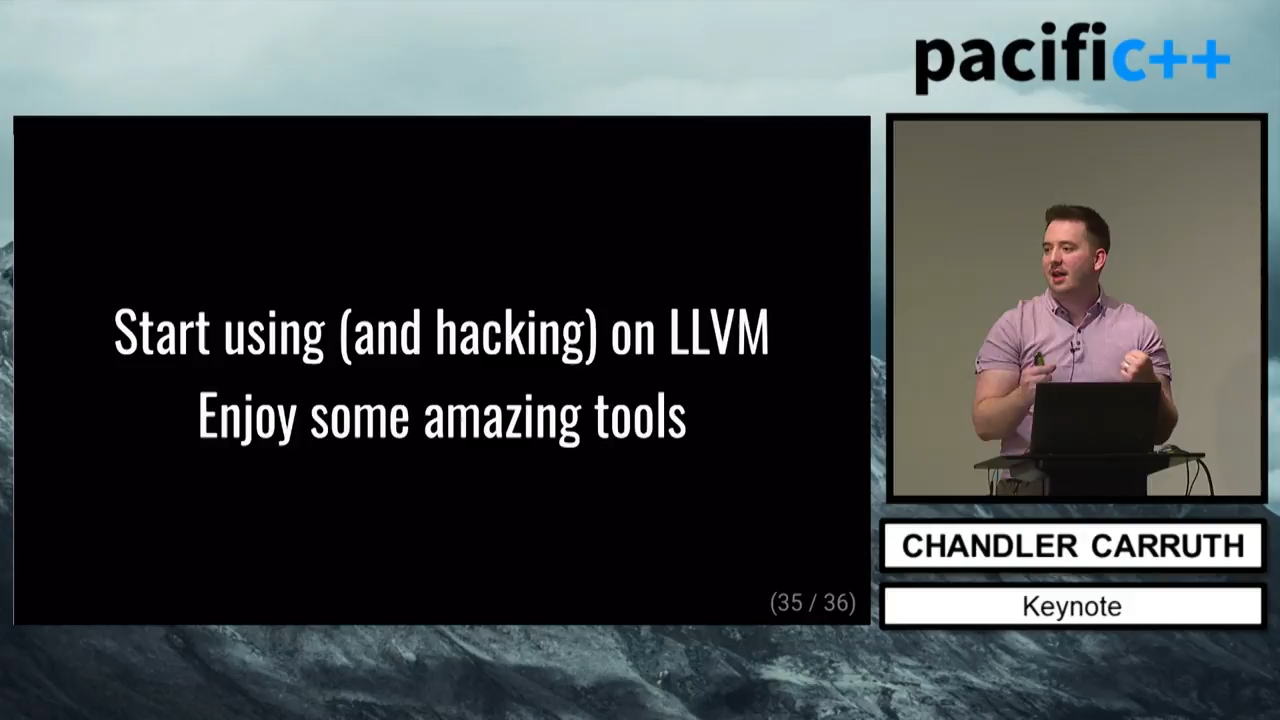 pacific++
Start using (and hacking) on LLVM
Enjoy some amazing tools
(35 / 36)
CHANDLER CARRUTH
Keynote